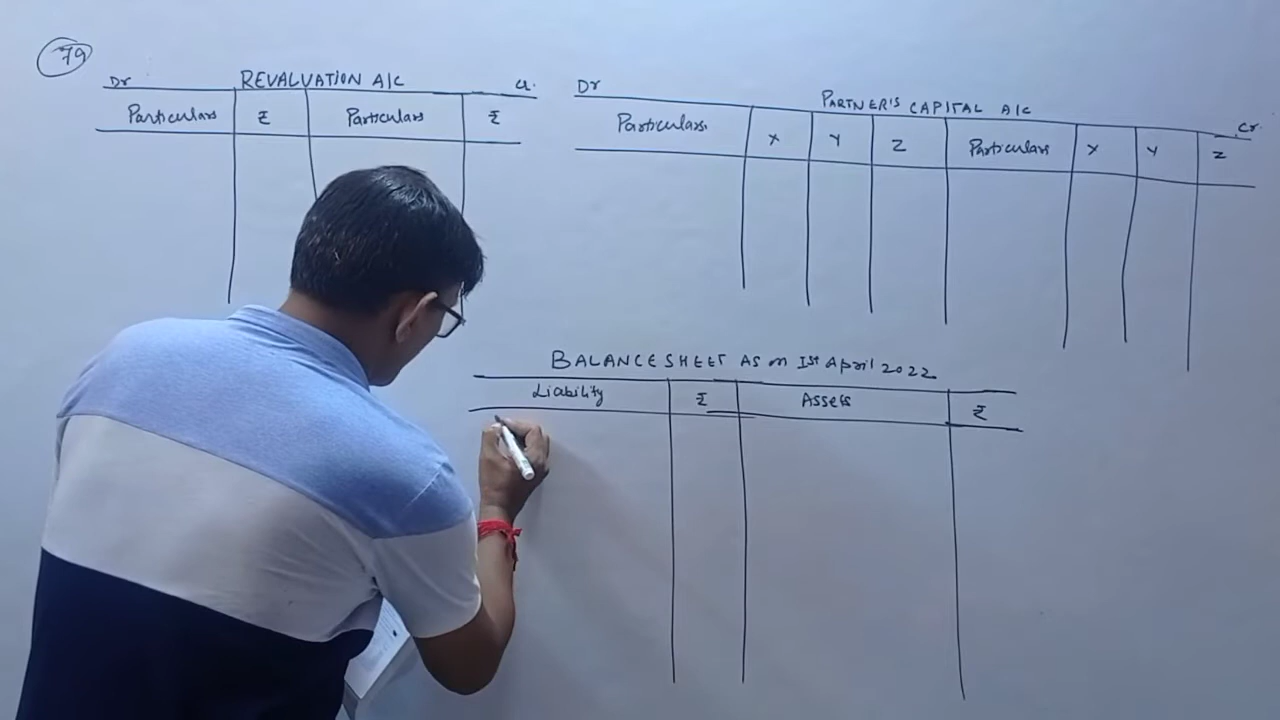 79
Dr REVALUATION A/C Cr.
Particulars ₹ Particulars ₹
Dr PARTNER'S CAPITAL A/C Cr.
Particulars X Y Z Particulars X Y Z
BALANCE SHEET AS on 1st April 2022
Liability ₹ Assets ₹